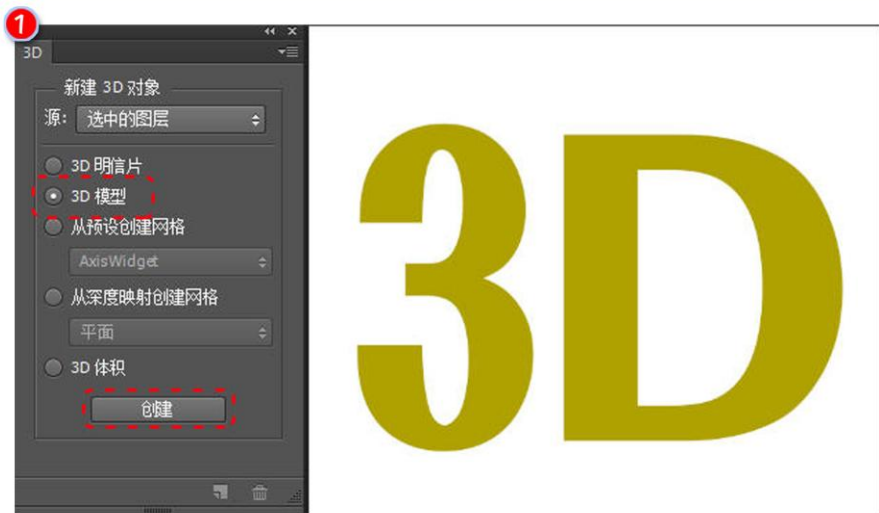 1
3D
新建 3D 对象
源: 选中的图层
3D 明信片
3D 模型
从预设创建网格
AxisWidget
从深度映射创建网格
平面
3D 体积
创建
3D